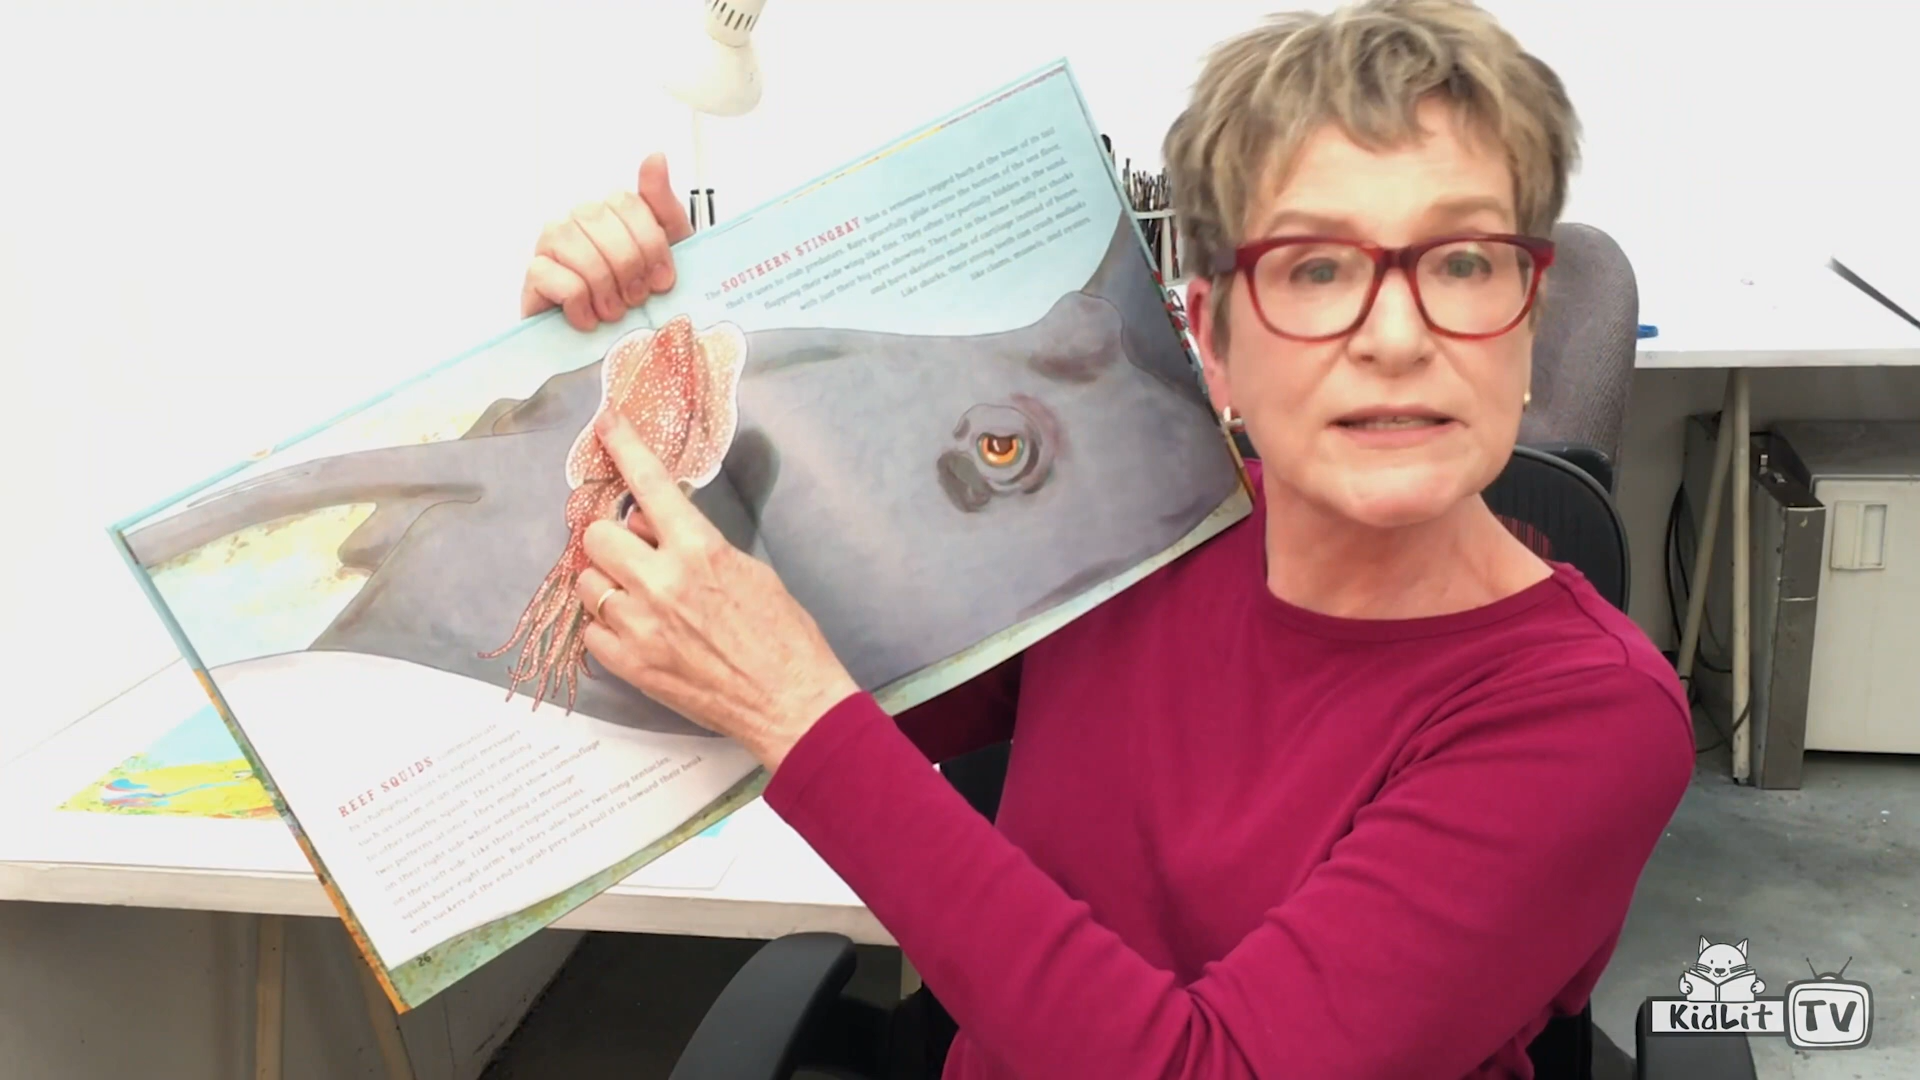 The SOUTHERN STINGRAY has a venomous jagged barb at the base of its tail
that it uses to stab predators. Rays gracefully glide across the bottom of the sea floor,
flapping their wide wing-like fins. They often lie partially hidden in the sand,
with just their big eyes showing. They are in the same family as sharks
and have skeletons made of cartilage instead of bones.
Like sharks, their strong teeth can crush mollusks
like clams, mussels, and oysters.
REEF SQUIDS communicate
by changing colors to signal messages
such as alarm or an interest in mating
to other nearby squids. They can even show
two patterns at once. They might show camouflage
on their right side while sending a message
on their left side. Like their octopus cousins,
squids have eight arms. But they also have two long tentacles
with suckers at the end to grab prey and pull it in toward their beak.
26
KidLit TV